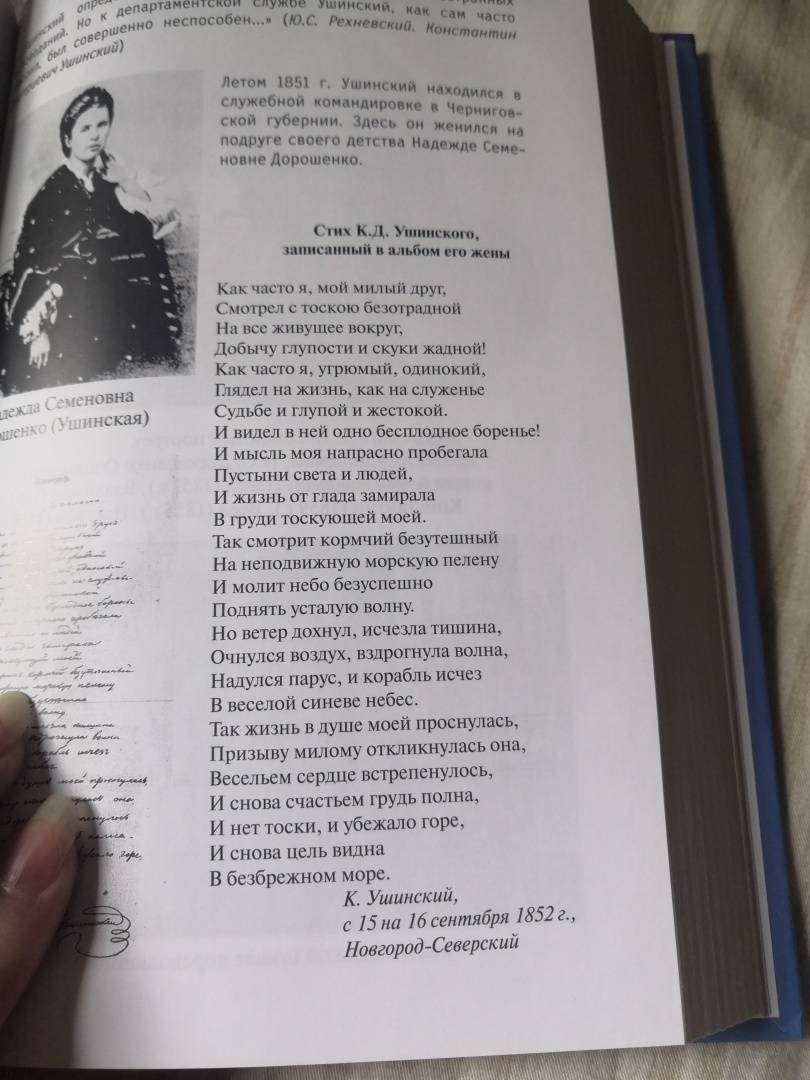 опред
Но к департаментской службе Ушинский, как сам часто
был совершенно неспособен...» (Ю.С. Рехневский. Константин
Ушинский)
Летом 1851 г. Ушинский находился в
служебной командировке в Чернигов-
ской губернии. Здесь он женился на
подруге своего детства Надежде Семе-
новне Дорошенко.
Семеновна
(Ушинская)
Стих К.Д. Ушинского,
записанный в альбом его жены
Как часто я, мой милый друг,
Смотрел с тоскою безотрадной
На все живущее вокруг,
Добычу глупости и скуки жадной!
Как часто я, угрюмый, одинокий,
Глядел на жизнь, как на служенье
Судьбе и глупой и жестокой.
И видел в ней одно бесплодное боренье!
И мысль моя напрасно пробегала
Пустыни света и людей,
И жизнь от глада замирала
В груди тоскующей моей.
Так смотрит кормчий безутешный
На неподвижную морскую пелену
И молит небо безуспешно
Поднять усталую волну.
Но ветер дохнул, исчезла тишина,
Очнулся воздух, вздрогнула волна,
Надулся парус, и корабль исчез
В веселой синеве небес.
Так жизнь в душе моей проснулась,
Призыву милому откликнулась она,
Весельем сердце встрепенулось,
И снова счастьем грудь полна,
И нет тоски, и убежало горе,
И снова цель видна
В безбрежном море.
К. Ушинский,
с 15 на 16 сентября 1852 г.,
Новгород-Северский